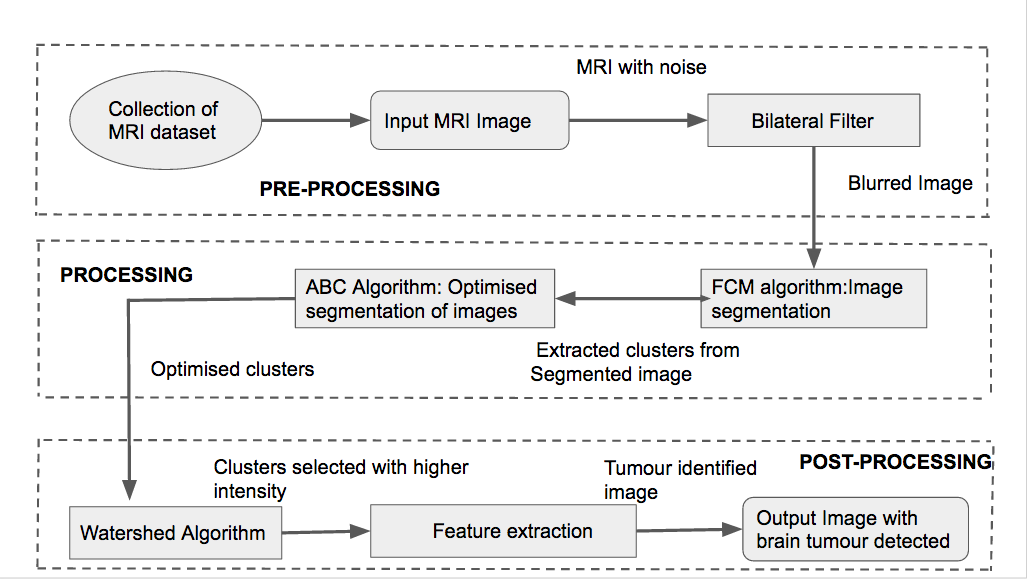 MRI with noise
Collection of
MRI dataset
Input MRI Image
Bilateral Filter
PRE-PROCESSING
Blurred Image
PROCESSING
ABC Algorithm: Optimised
segmentation of images
FCM algorithm:Image
segmentation
Extracted clusters from
Segmented image
Optimised clusters
POST-PROCESSING
Clusters selected with higher
intensity
Tumour identified
image
Watershed Algorithm
Feature extraction
Output Image with
brain tumour detected